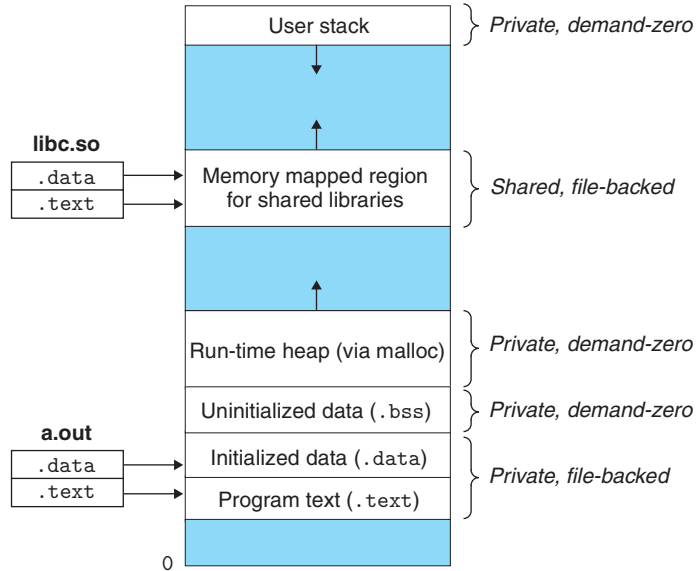 User stack
Private, demand-zero
libc.so
.data
.text
Memory mapped region
for shared libraries
Shared, file-backed
Run-time heap (via malloc)
Private, demand-zero
Uninitialized data (.bss)
Private, demand-zero
a.out
.data
.text
Initialized data (.data)
Program text (.text)
Private, file-backed
0